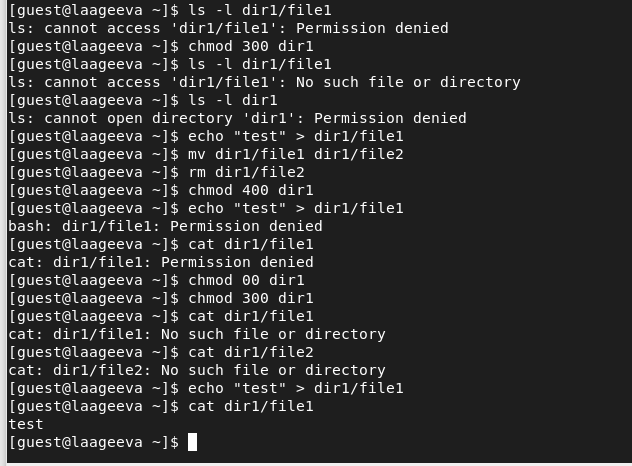 [guest@laageeva ~]$ ls -l dir1/file1
ls: cannot access 'dir1/file1': Permission denied
[guest@laageeva ~]$ chmod 300 dir1
[guest@laageeva ~]$ ls -l dir1/file1
ls: cannot access 'dir1/file1': No such file or directory
[guest@laageeva ~]$ ls -l dir1
ls: cannot open directory 'dir1': Permission denied
[guest@laageeva ~]$ echo "test" > dir1/file1
[guest@laageeva ~]$ mv dir1/file1 dir1/file2
[guest@laageeva ~]$ rm dir1/file2
[guest@laageeva ~]$ chmod 400 dir1
[guest@laageeva ~]$ echo "test" > dir1/file1
bash: dir1/file1: Permission denied
[guest@laageeva ~]$ cat dir1/file1
cat: dir1/file1: Permission denied
[guest@laageeva ~]$ chmod 00 dir1
[guest@laageeva ~]$ chmod 300 dir1
[guest@laageeva ~]$ cat dir1/file1
cat: dir1/file1: No such file or directory
[guest@laageeva ~]$ cat dir1/file2
cat: dir1/file2: No such file or directory
[guest@laageeva ~]$ echo "test" > dir1/file1
[guest@laageeva ~]$ cat dir1/file1
test
[guest@laageeva ~]$